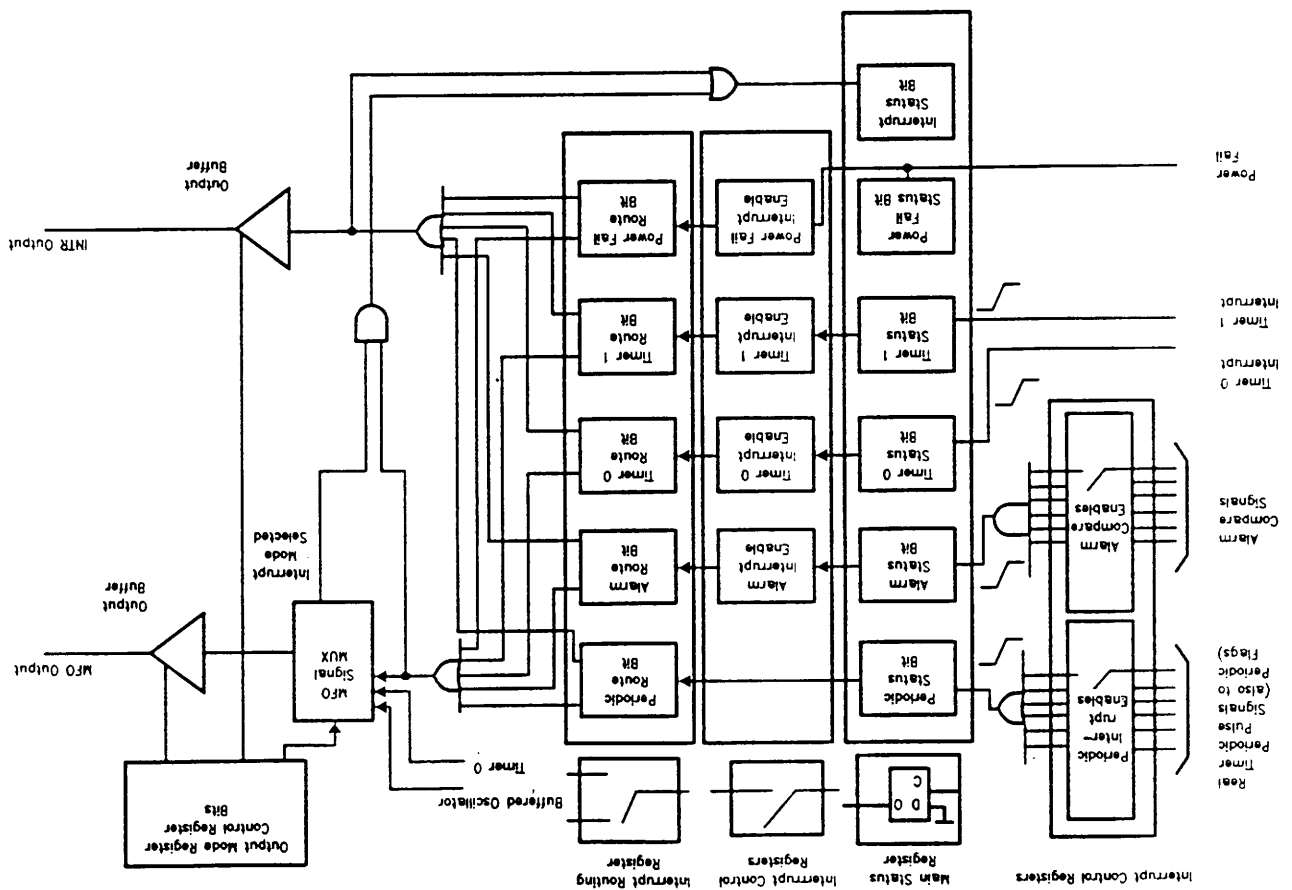 Interrupt Control Registers
Main Status
Register
Interrupt Control
Registers
Interrupt Routing
Register
D O
C
Output Mode Register
Control Register
Bits
Buffered Oscillator
Timer 0
Real
Timer
Periodic
Pulse
Signals
(also to
Periodic
Flags)
Periodic
Inter-
rupt
Enables
Periodic
Status
Bit
Periodic
Route
Bit
MFO
Signal
MUX
MFO Output
Output
Buffer
Alarm
Compare
Signals
Alarm
Compare
Enables
Alarm
Status
Bit
Alarm
Interrupt
Enable
Alarm
Route
Bit
Interrupt
Mode
Selected
Timer 0
Interrupt
Timer 0
Status
Bit
Timer 0
Interrupt
Enable
Timer 0
Route
Bit
Timer 1
Interrupt
Timer 1
Status
Bit
Timer 1
Interrupt
Enable
Timer 1
Route
Bit
Power
Fail
Power
Fail
Status Bit
Power Fail
Interrupt
Enable
Power Fail
Route
Bit
INTR Output
Output
Buffer
Interrupt
Status
Bit